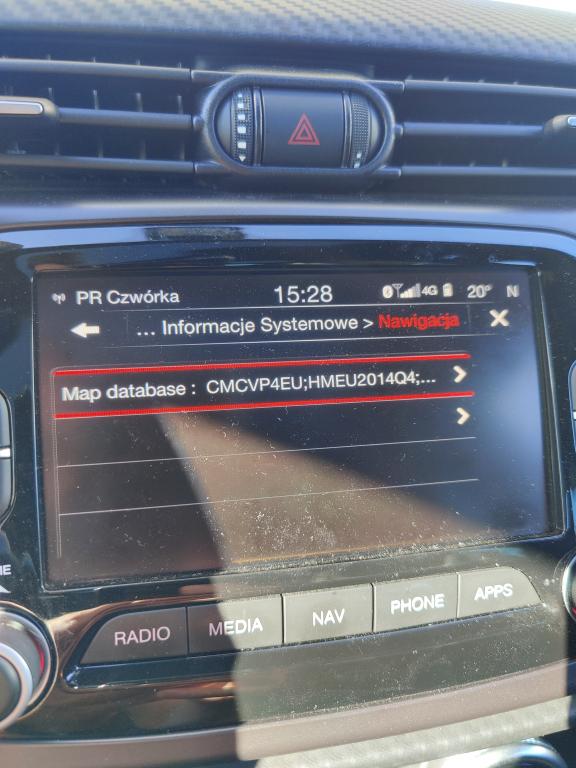 PR Czwórka 15:28 4G 20° N
... Informacje Systemowe > Nawigacja
Map database : CMCVP4EU;HMEU2014Q4;...
RADIO MEDIA NAV PHONE APPS